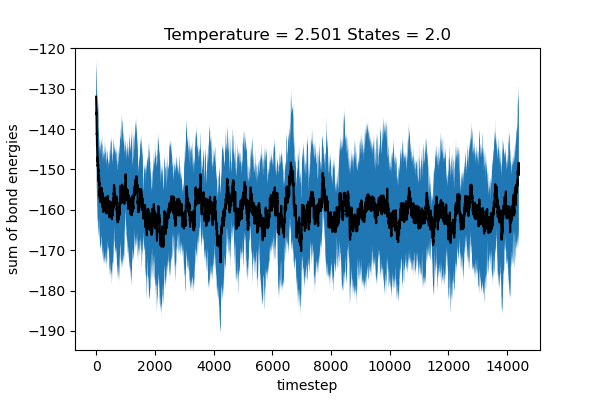 Temperature = 2.501 States = 2.0
−120
−130
−140
−150
−160
−170
−180
−190
sum of bond energies
0 2000 4000 6000 8000 10000 12000 14000
timestep